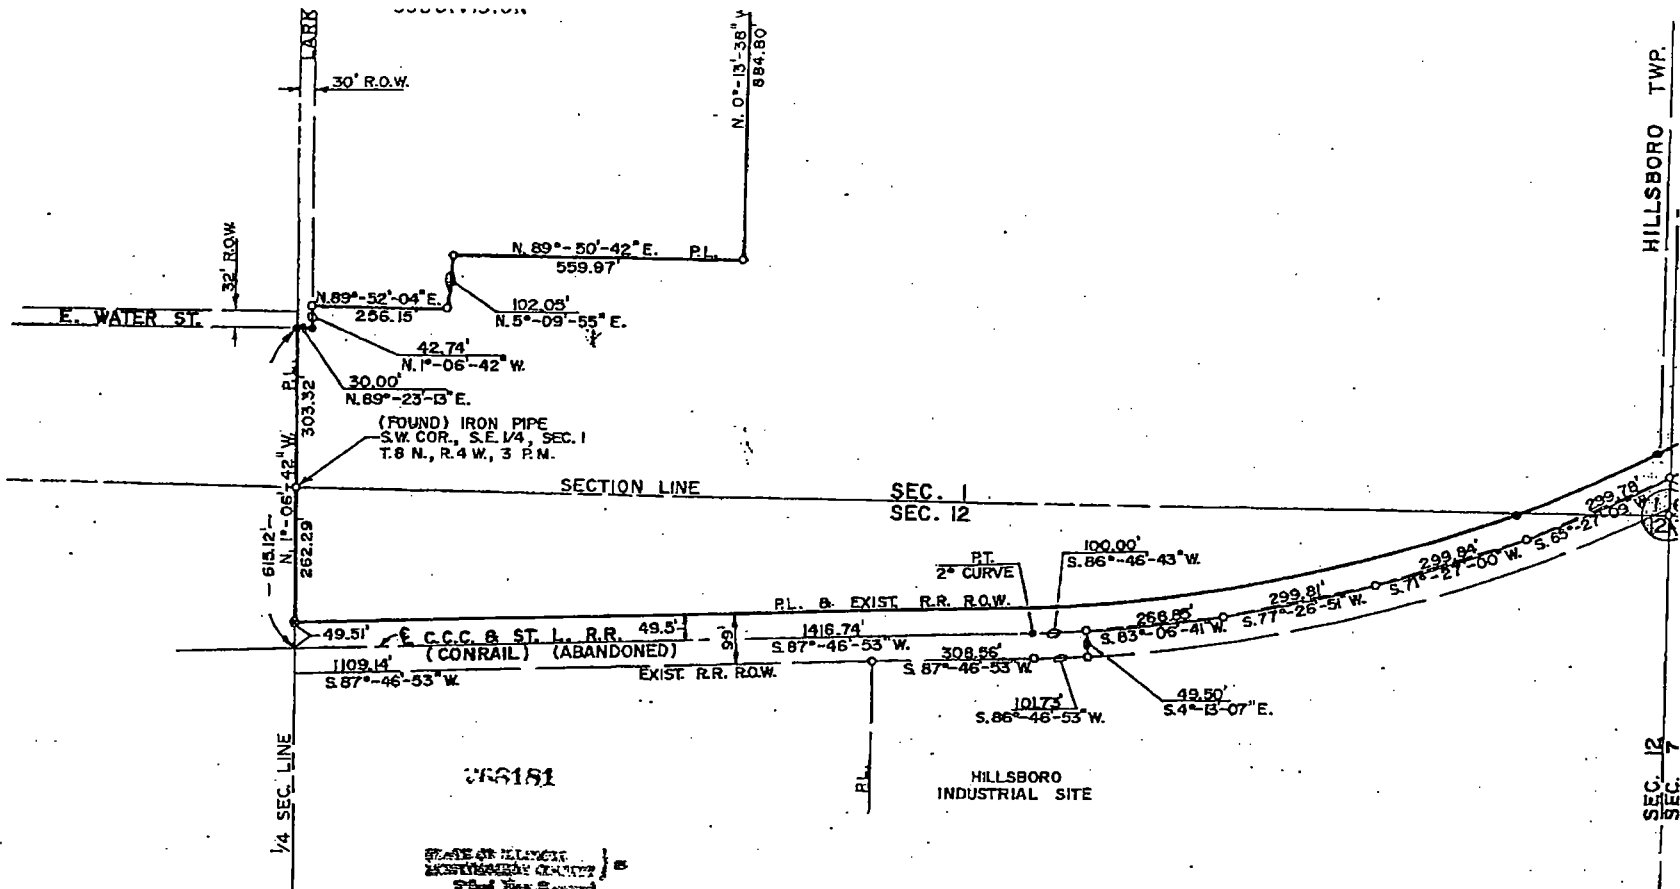 SUBDIVISION
LARK
30' R.O.W.
N. 0°-13'-38" W
884.80'
HILLSBORO TWP.
N. 89°-50'-42" E. P.L.
559.97'
32' R.O.W.
N. 89°-52'-04" E.
256.15'
102.05'
N. 5°-09'-55" E.
E. WATER ST.
42.74'
N. 1°-06'-42" W.
30.00'
N. 89°-23'-13" E.
P.L.
303.32'
(FOUND) IRON PIPE
S.W. COR., S.E. 1/4, SEC. 1
T. 8 N., R. 4 W., 3 P.M.
N. 1°-06'-42" W.
SECTION LINE
SEC. 1
SEC. 12
615.12'
262.29'
299.78'
S. 65°-27'-09" W.
12
299.84'
S. 71°-27'-00" W.
P.T.
2° CURVE
100.00'
S. 86°-46'-43" W.
299.81'
S. 77°-26'-51" W.
P.L. & EXIST. R.R. R.O.W.
268.85'
S. 83°-06'-41" W.
49.51'
℄ C.C.C. & ST. L. R.R.
(CONRAIL) (ABANDONED)
49.5'
99'
1416.74'
S. 87°-46'-53" W.
1109.14'
S. 87°-46'-53" W.
EXIST. R.R. R.O.W.
308.56'
S. 87°-46'-53" W.
101.73'
S. 86°-46'-53" W.
49.50'
S. 4°-13'-07" E.
1/4 SEC. LINE
P.L.
HILLSBORO
INDUSTRIAL SITE
SEC. 12
SEC. 7
STATE OF ILLINOIS